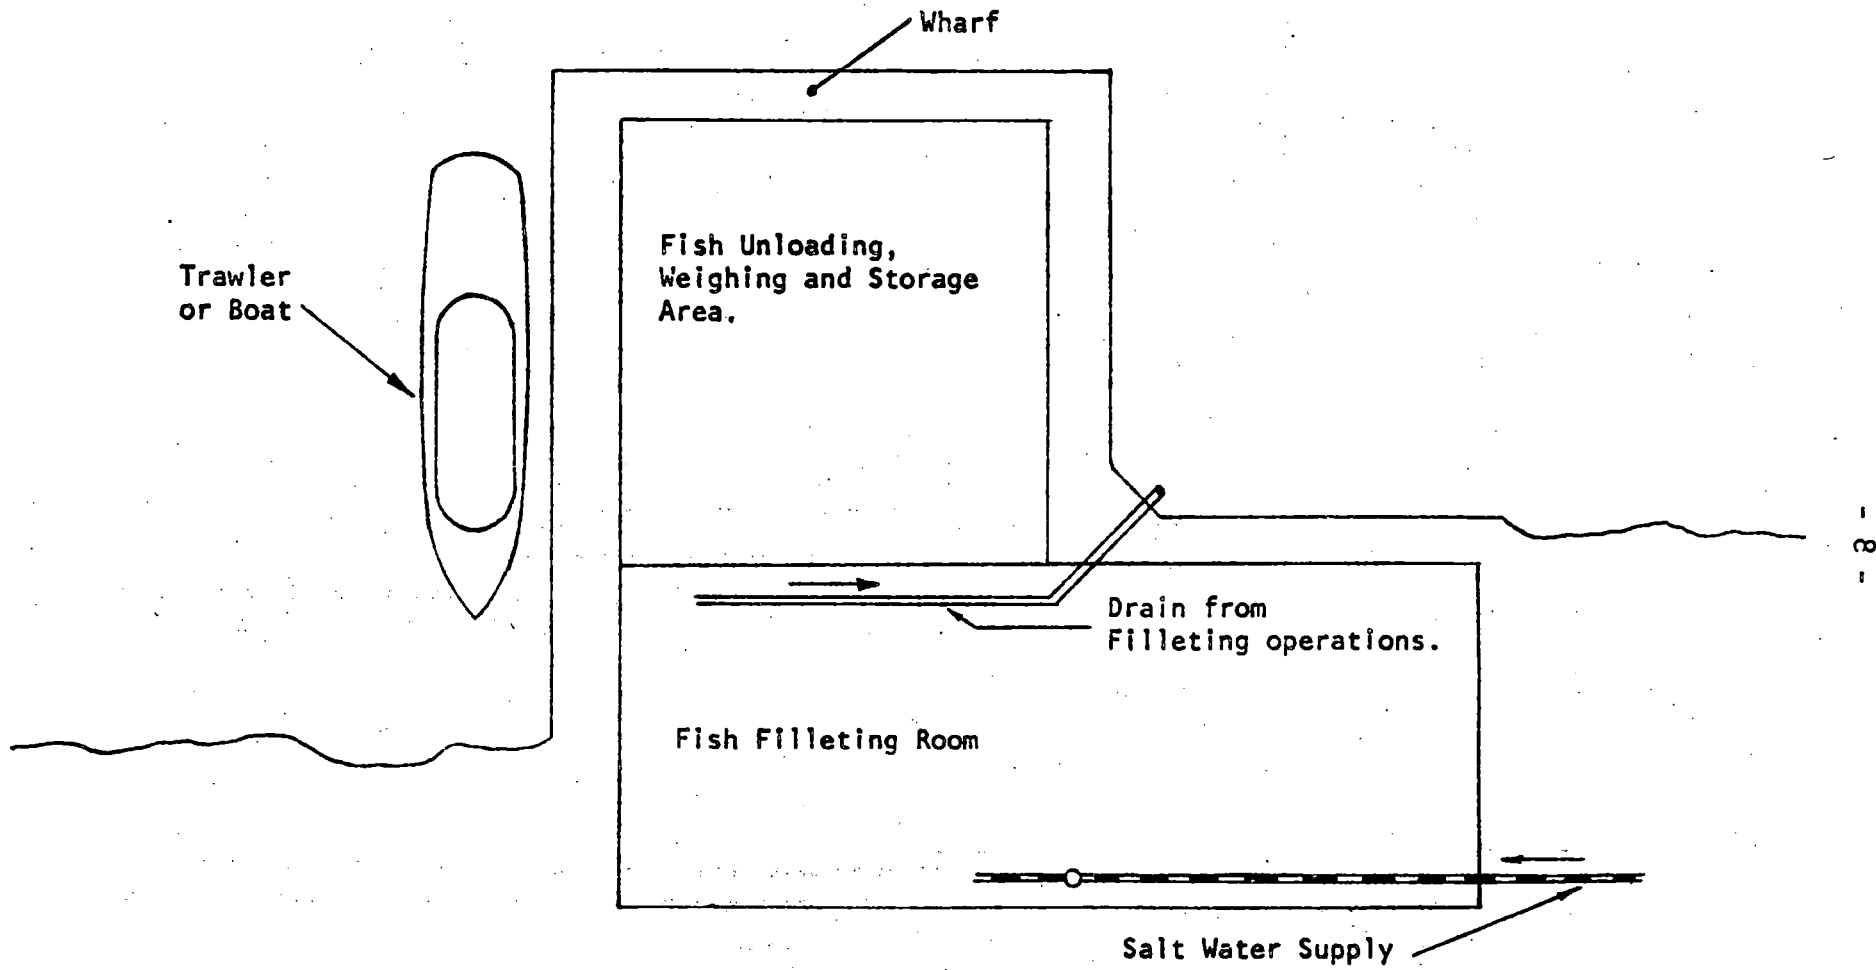 Wharf
Fish Unloading,
Weighing and Storage
Area.
Trawler
or Boat
- 8 -
Drain from
Filleting operations.
Fish Filleting Room
Salt Water Supply